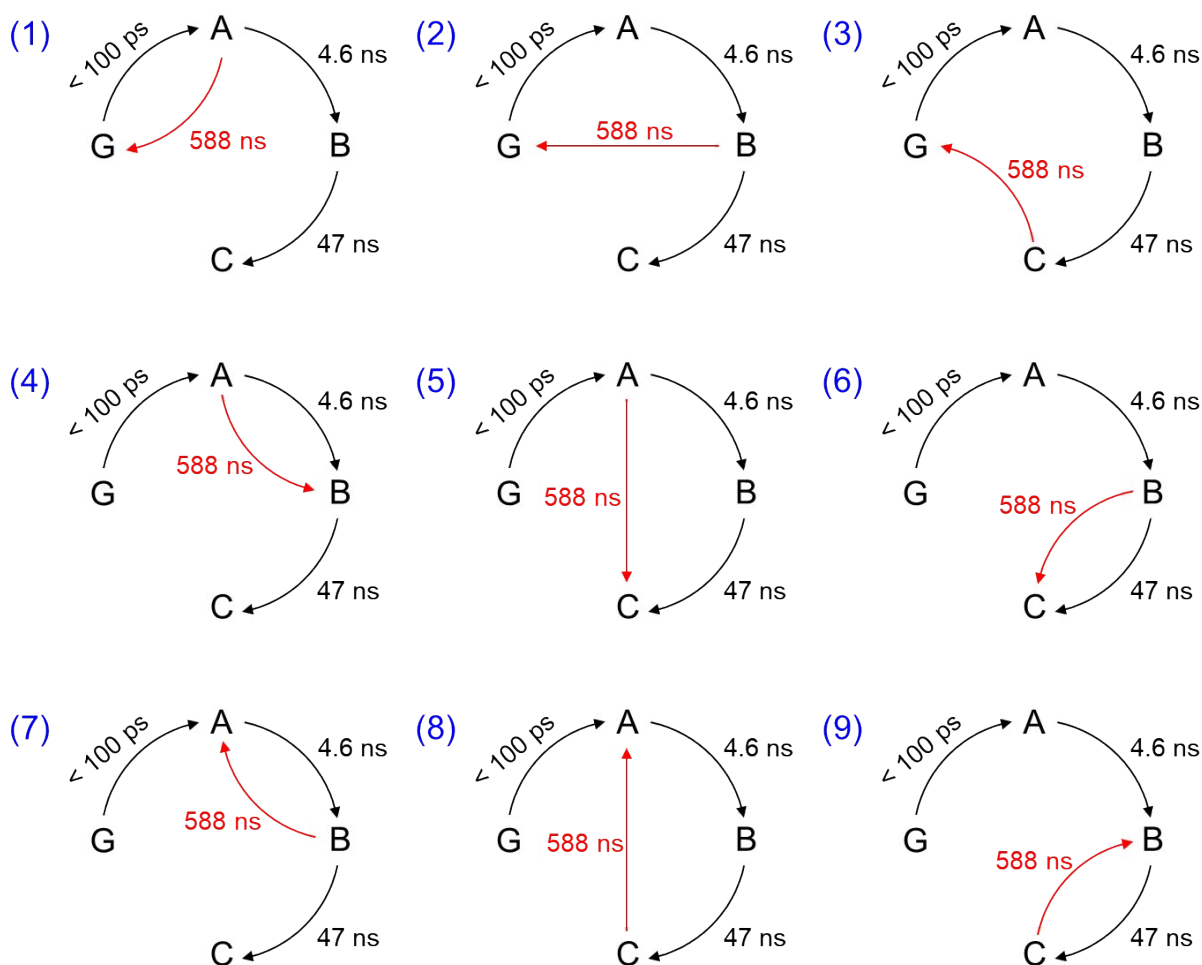 (1) < 100 ps A 4.6 ns 588 ns G B 47 ns C
(2) < 100 ps A 4.6 ns 588 ns G B 47 ns C
(3) < 100 ps A 4.6 ns 588 ns G B 47 ns C
(4) < 100 ps A 4.6 ns 588 ns G B 47 ns C
(5) < 100 ps A 4.6 ns 588 ns G B 47 ns C
(6) < 100 ps A 4.6 ns 588 ns G B 47 ns C
(7) < 100 ps A 4.6 ns 588 ns G B 47 ns C
(8) < 100 ps A 4.6 ns 588 ns G B 47 ns C
(9) < 100 ps A 4.6 ns 588 ns G B 47 ns C